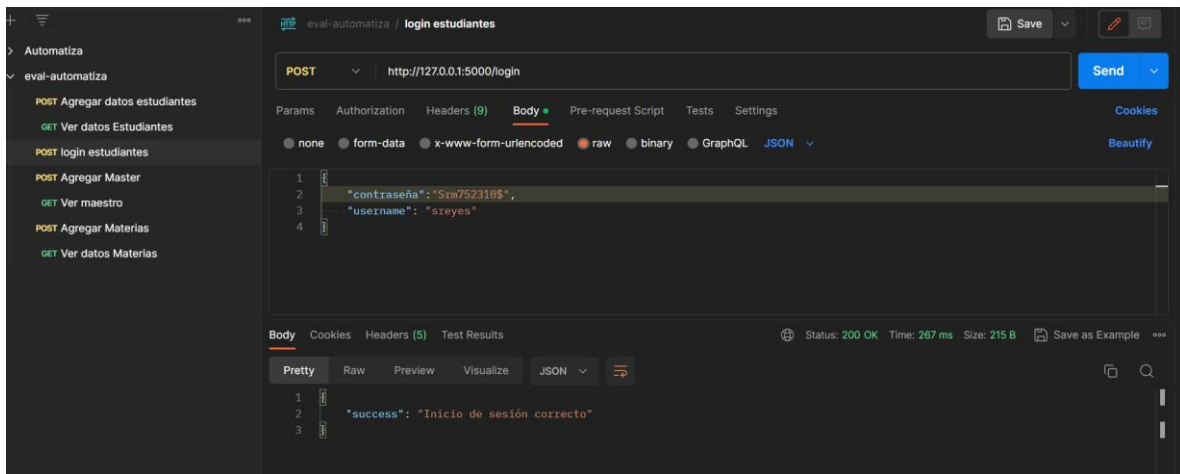 eval-automatiza / login estudiantes
Save
Automatiza
eval-automatiza
POST Agregar datos estudiantes
GET Ver datos Estudiantes
POST login estudiantes
POST Agregar Master
GET Ver maestro
POST Agregar Materias
GET Ver datos Materias
POST http://127.0.0.1:5000/login Send
Params Authorization Headers (9) Body Pre-request Script Tests Settings Cookies
none form-data x-www-form-urlencoded raw binary GraphQL JSON Beautify
1 {
2 "contraseña":"Srm752310$",
3 "username": "sreyes"
4 }
Body Cookies Headers (5) Test Results Status: 200 OK Time: 267 ms Size: 215 B Save as Example
Pretty Raw Preview Visualize JSON
1 {
2 "success": "Inicio de sesión correcto"
3 }